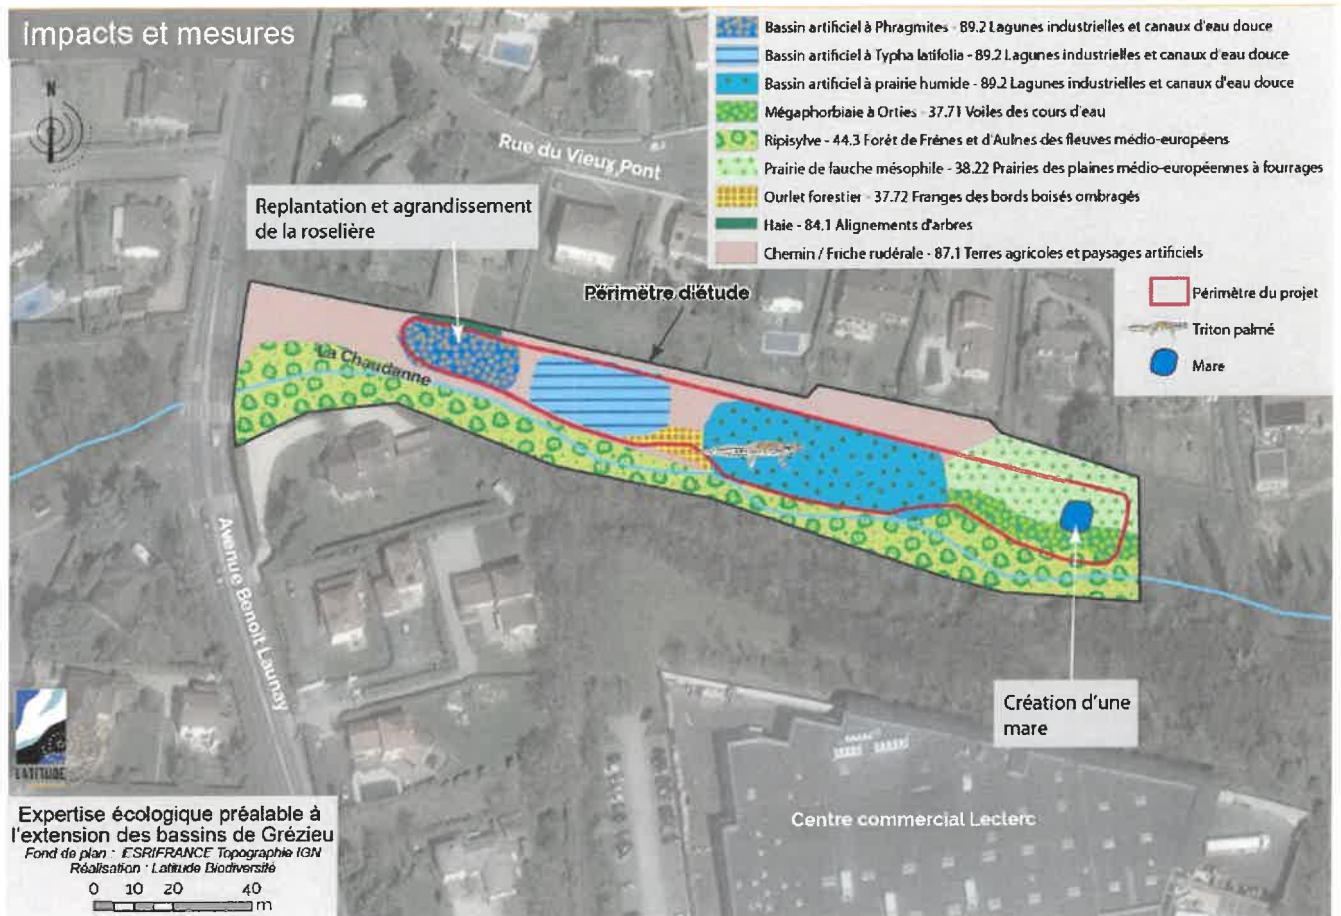 Impacts et mesures
N
Bassin artificiel à Phragmites - 89.2 Lagunes industrielles et canaux d'eau douce
Bassin artificiel à Typha latifolia - 89.2 Lagunes industrielles et canaux d'eau douce
Bassin artificiel à prairie humide - 89.2 Lagunes industrielles et canaux d'eau douce
Mégaphorbiaie à Orties - 37.71 Voiles des cours d'eau
Ripisylve - 44.3 Forêt de Frênes et d'Aulnes des fleuves médio-européens
Prairie de fauche mésophile - 38.22 Prairies des plaines médio-européennes à fourrages
Ourlet forestier - 37.72 Franges des bords boisés ombragés
Haie - 84.1 Alignements d'arbres
Chemin / Friche rudérale - 87.1 Terres agricoles et paysages artificiels
Périmètre du projet
Triton palmé
Mare
Rue du Vieux Pont
Replantation et agrandissement
de la roselière
Périmètre d'étude
La Chaudanne
Avenue Benoit Launay
Création d'une
mare
Centre commercial Leclerc
LATITUDE
Expertise écologique préalable à
l'extension des bassins de Grézieu
Fond de plan : ESRIFRANCE Topographie IGN
Réalisation : Latitude Biodiversité
0 10 20 40
m